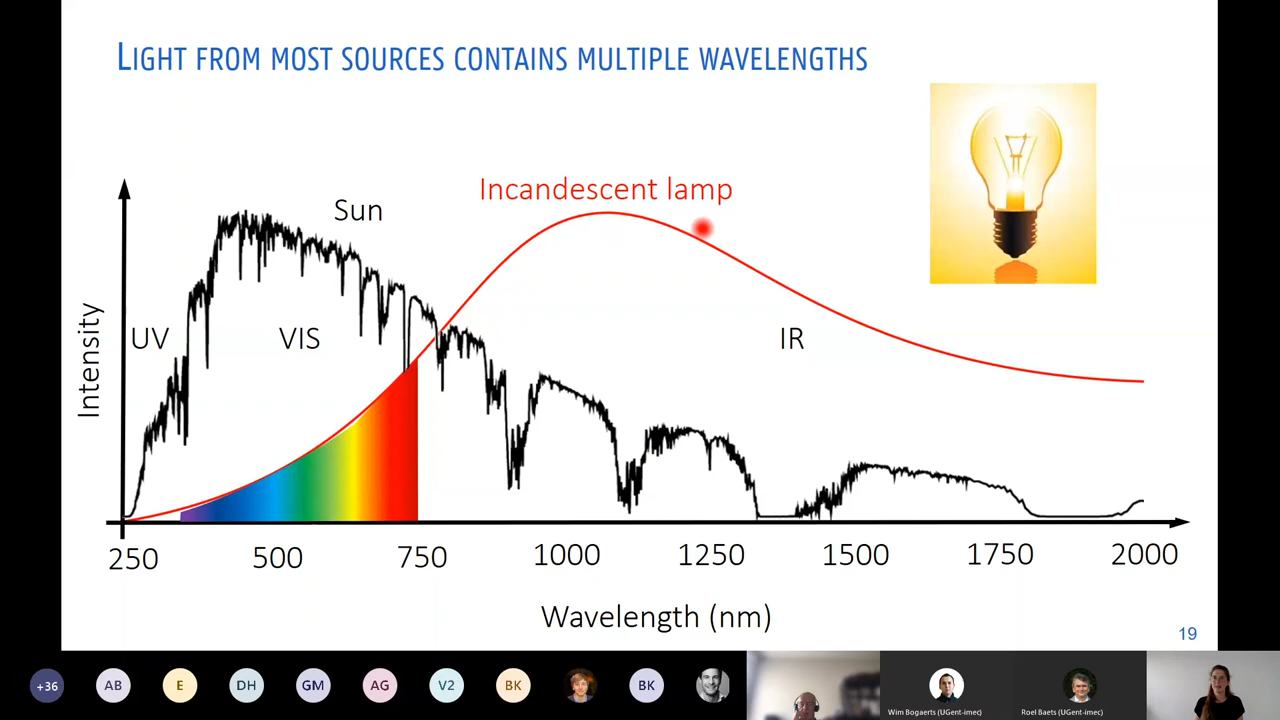 LIGHT FROM MOST SOURCES CONTAINS MULTIPLE WAVELENGTHS
Incandescent lamp
Sun
UV
VIS
IR
Intensity
250 500 750 1000 1250 1500 1750 2000
Wavelength (nm)
19
+36 AB E DH GM AG V2 BK BK
Wim Bogaerts (UGent-imec)
Roel Baets (UGent-imec)